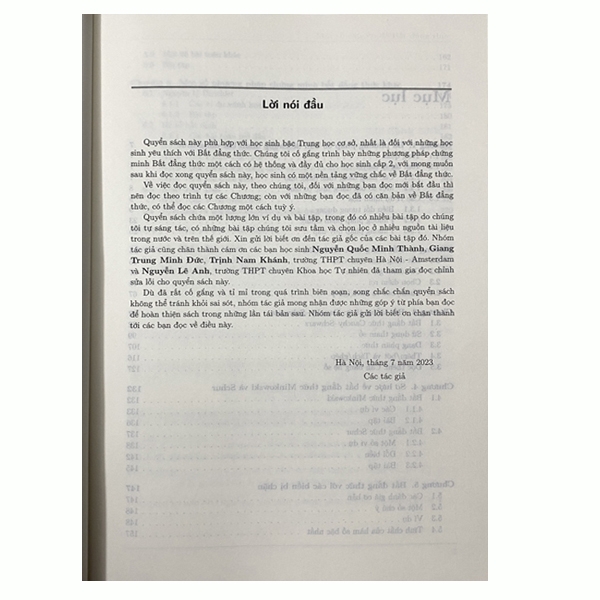 Lời nói đầu
Quyển sách này phù hợp với học sinh bậc Trung học cơ sở, nhất là đối với những học
sinh yêu thích với Bất đẳng thức. Chúng tôi cố gắng trình bày những phương pháp chứng
minh Bất đẳng thức một cách có hệ thống và đầy đủ cho học sinh cấp 2, với mong muốn
sau khi đọc xong quyển sách này, học sinh có một nền tảng vững chắc về Bất đẳng thức.
Về việc đọc quyển sách này, theo chúng tôi, đối với những bạn đọc mới bắt đầu thì
nên đọc theo trình tự các Chương; còn với những bạn đọc đã có căn bản về Bất đẳng
thức, có thể đọc các Chương một cách tuỳ ý.
Quyển sách chứa một lượng lớn ví dụ và bài tập, trong đó có nhiều bài tập do chúng
tôi tự sáng tác, có những bài tập chúng tôi sưu tầm và chọn lọc ở nhiều nguồn tài liệu
trong nước và trên thế giới. Xin gửi lời biết ơn đến tác giả gốc của các bài tập đó. Nhóm
tác giả cũng chân thành cám ơn các bạn học sinh Nguyễn Quốc Minh Thành, Giang
Trung Minh Đức, Trịnh Nam Khánh, trường THPT chuyên Hà Nội - Amsterdam
và Nguyễn Lê Anh, trường THPT chuyên Khoa học Tự nhiên đã tham gia đọc chỉnh
sửa lỗi cho quyển sách này.
Dù đã rất cố gắng và tỉ mỉ trong quá trình biên soạn, song chắc chắn quyển sách
không thể tránh khỏi sai sót, nhóm tác giả mong nhận được những góp ý từ phía bạn đọc
để hoàn thiện sách trong những lần tái bản sau. Nhóm tác giả gửi lời biết ơn chân thành
tới các bạn đọc về điều này.
Hà Nội, tháng 7 năm 2023
Các tác giả